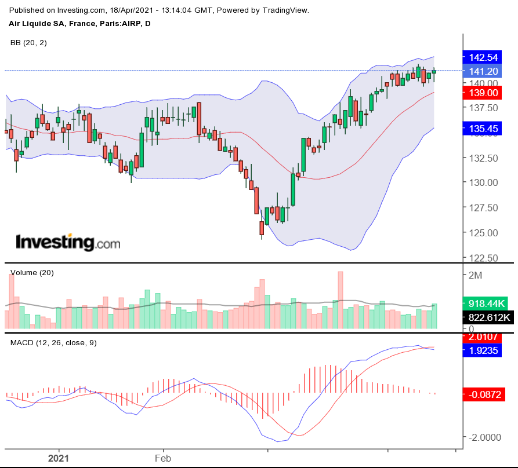 Published on Investing.com, 18/Apr/2021 - 13:14:04 GMT, Powered by TradingView.
Air Liquide SA, France, Paris:AIRP, D
BB (20, 2)
142.54
141.20
140.00
139.00
137.50
135.45
132.50
130.00
127.50
125.00
122.50
Investing.com
Volume (20)
2M
918.44K
822.612K
0
MACD (12, 26, close, 9)
2.0107
1.9235
-0.0872
-2.0000
2021
Feb